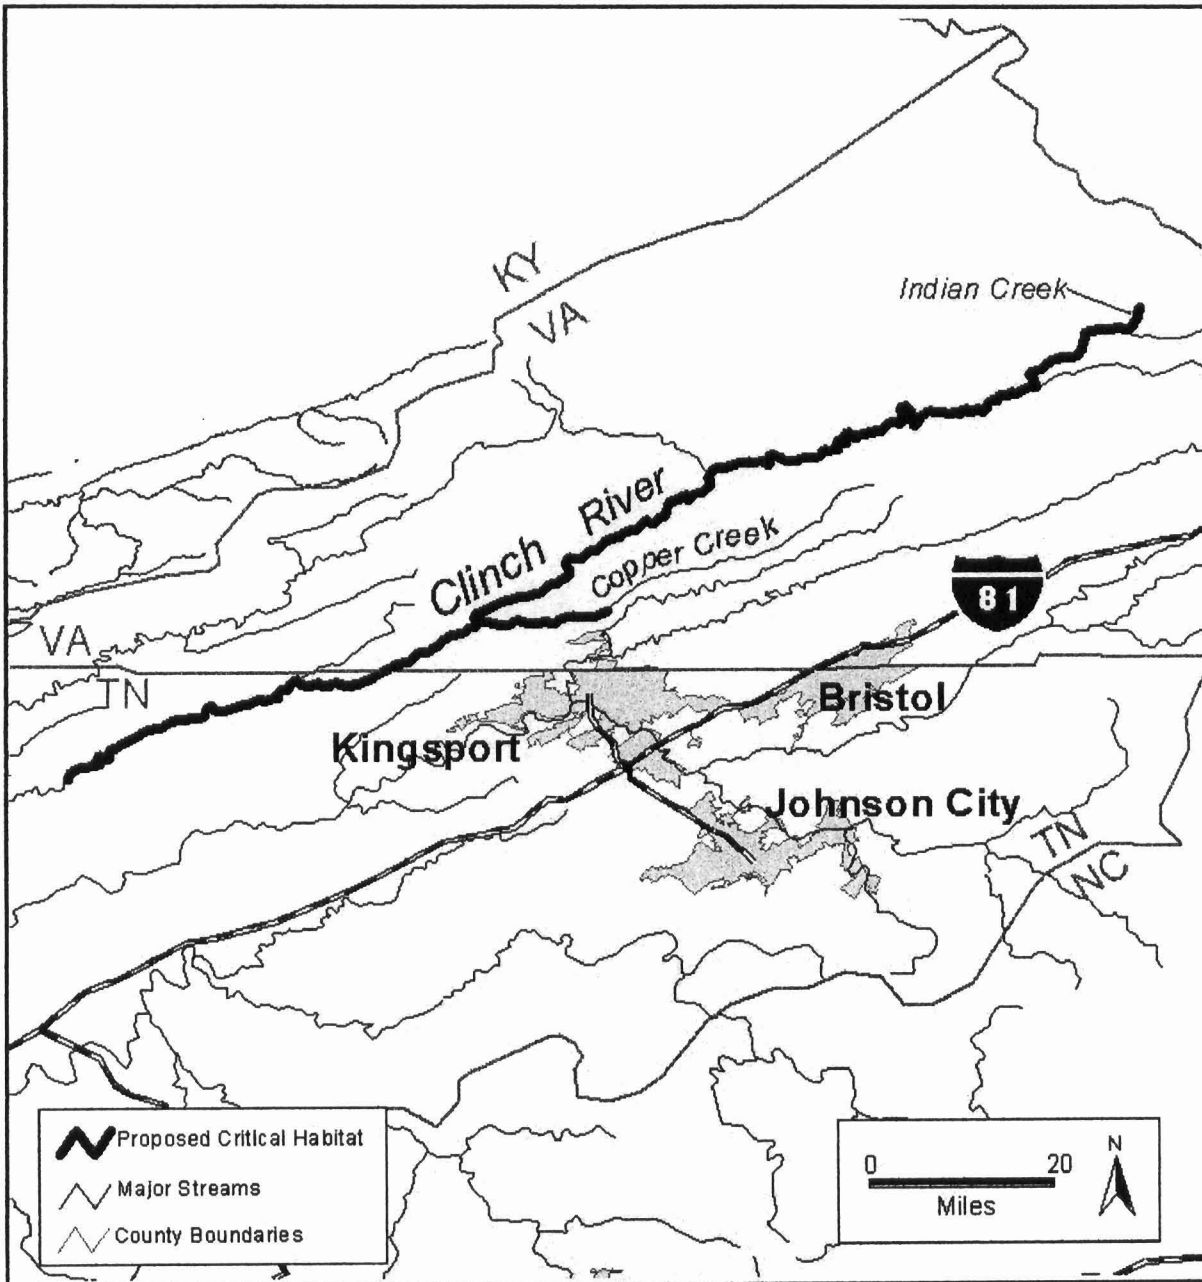 KY
VA
Indian Creek
Clinch River
Copper Creek
81
VA
TN
Bristol
Kingsport
Johnson City
TN
NC
Proposed Critical Habitat
Major Streams
County Boundaries
0 20
Miles
N